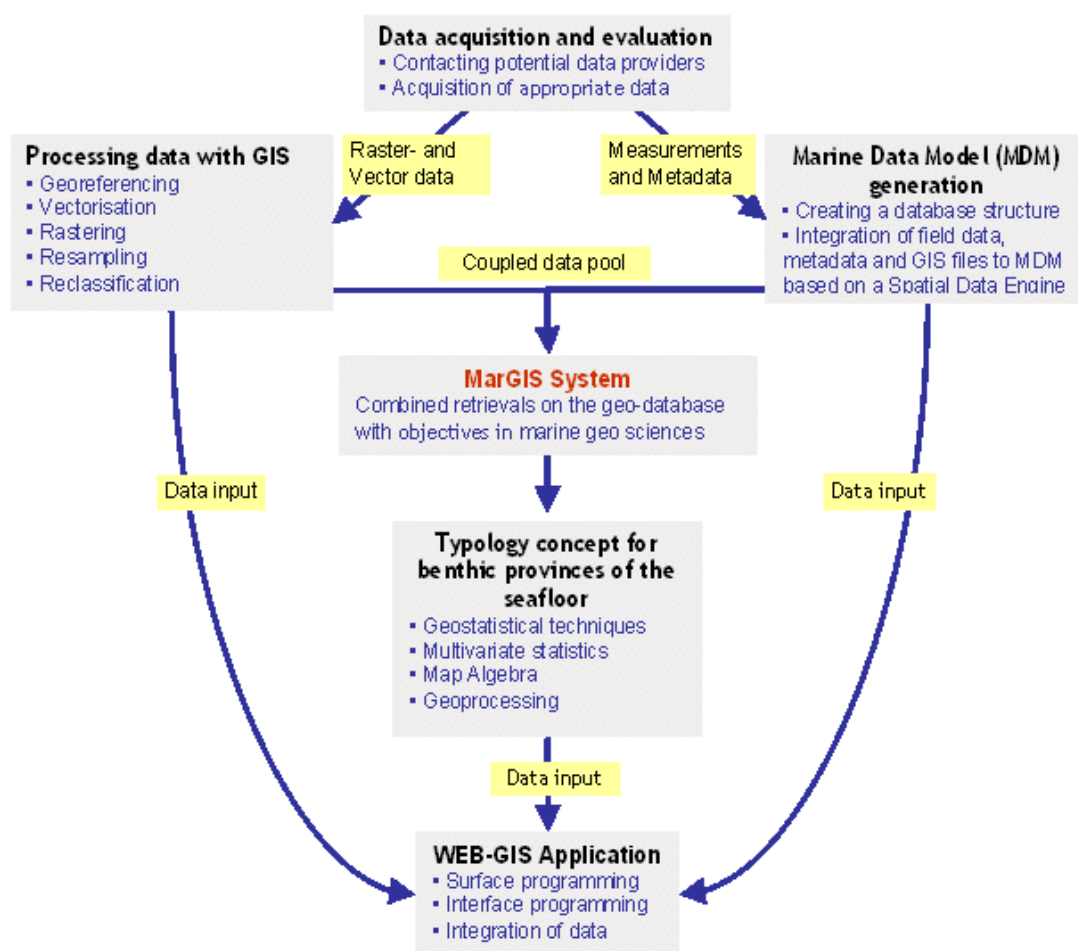 Data acquisition and evaluation
▪ Contacting potential data providers
▪ Acquisition of appropriate data
Processing data with GIS
▪ Georeferencing
▪ Vectorisation
▪ Rastering
▪ Resampling
▪ Reclassification
Raster- and
Vector data
Measurements
and Metadata
Marine Data Model (MDM)
generation
▪ Creating a database structure
▪ Integration of field data,
metadata and GIS files to MDM
based on a Spatial Data Engine
Coupled data pool
MarGIS System
Combined retrievals on the geo-database
with objectives in marine geo sciences
Data input
Data input
Typology concept for
benthic provinces of the
seafloor
▪ Geostatistical techniques
▪ Multivariate statistics
▪ Map Algebra
▪ Geoprocessing
Data input
WEB-GIS Application
▪ Surface programming
▪ Interface programming
▪ Integration of data